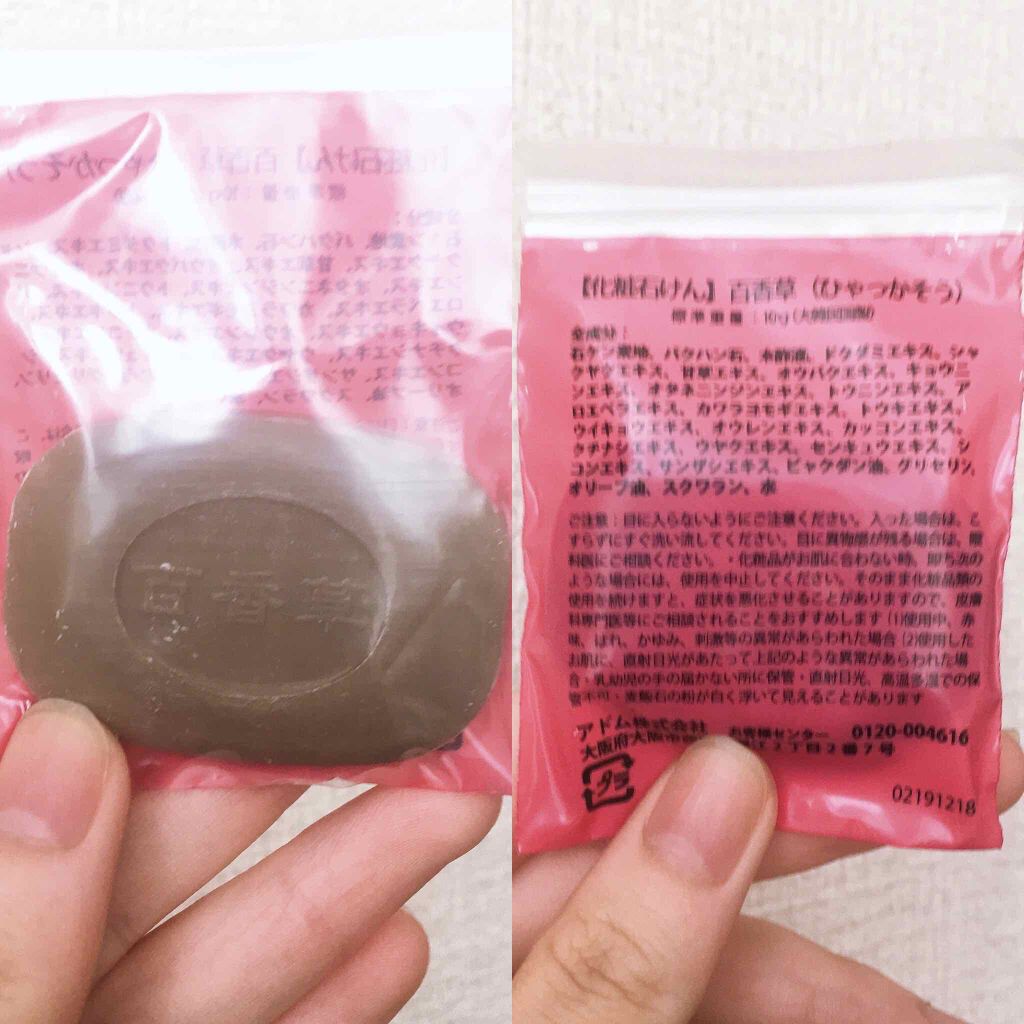 百香草
【化粧石けん】 百香草 (ひゃっかそう)
標準重量：10g
全成分：
石ケン素地、バクハン石、木酢液、ドクダミエキス、シャ
クヤクエキス、甘草エキス、オウバクエキス、キョウニ
ンエキス、オタネニンジンエキス、トウニンエキス、ア
ロエベラエキス、カワラヨモギエキス、トウキエキス、
ウイキョウエキス、オウレンエキス、カッコンエキス、
クチナシエキス、ウヤクエキス、センキュウエキス、シ
コンエキス、サンザシエキス、ビャクダン油、グリセリン、
オリーブ油、スクワラン、水
ご注意：目に入らないようにご注意ください。入った場合は、こ
すらずにすぐ洗い流してください。目に異物感が残る場合は、眼
科医にご相談ください。・化粧品がお肌に合わない時、即ち次の
ような場合には、使用を中止してください。そのまま化粧品類の
使用を続けますと、症状を悪化させることがありますので、皮膚
科専門医等にご相談されることをおすすめします (1)使用中、赤
味、はれ、かゆみ、刺激等の異常があらわれた場合 (2)使用した
お肌に、直射日光があたって上記のような異常があらわれた場
合・乳幼児の手の届かない所に保管・直射日光、高温多湿での保
管不可・麦飯石の粉が白く浮いて見えることがあります
アドム株式会社 お客様センター 0120-004616
大阪府大阪市 2丁目2番7号
プラ
02191218